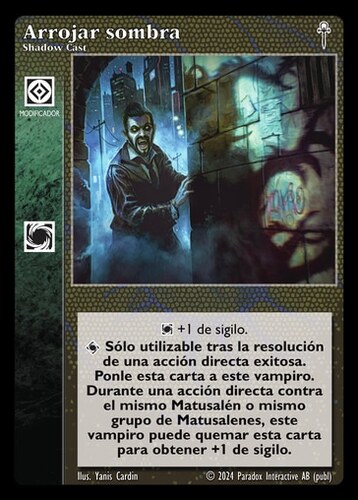 Arrojar sombra
Shadow Cast
MODIFICADOR
+1 de sigilo.
Sólo utilizable tras la resolución
de una acción directa exitosa.
Ponle esta carta a este vampiro.
Durante una acción directa contra
el mismo Matusalén o mismo
grupo de Matusalenes, este
vampiro puede quemar esta carta
para obtener +1 de sigilo.
Ilus. Yanis Cardin
© 2024 Paradox Interactive AB (publ)